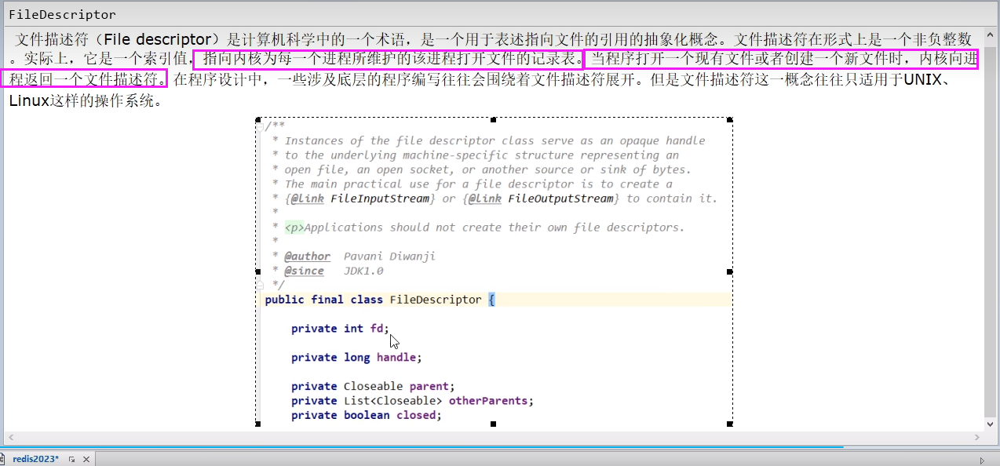 FileDescriptor
文件描述符（File descriptor）是计算机科学中的一个术语，是一个用于表述指向文件的引用的抽象化概念。文件描述符在形式上是一个非负整数
。实际上，它是一个索引值，指向内核为每一个进程所维护的该进程打开文件的记录表。当程序打开一个现有文件或者创建一个新文件时，内核向进
程返回一个文件描述符。在程序设计中，一些涉及底层的程序编写往往会围绕着文件描述符展开。但是文件描述符这一概念往往只适用于UNIX、
Linux这样的操作系统。
/**
 * Instances of the file descriptor class serve as an opaque handle
 * to the underlying machine-specific structure representing an
 * open file, an open socket, or another source or sink of bytes.
 * The main practical use for a file descriptor is to create a
 * {@link FileInputStream} or {@link FileOutputStream} to contain it.
 *
 * <p>Applications should not create their own file descriptors.
 *
 * @author  Pavani Diwanji
 * @since   JDK1.0
 */
public final class FileDescriptor {
    private int fd;
    private long handle;
    private Closeable parent;
    private List<Closeable> otherParents;
    private boolean closed;
redis2023*